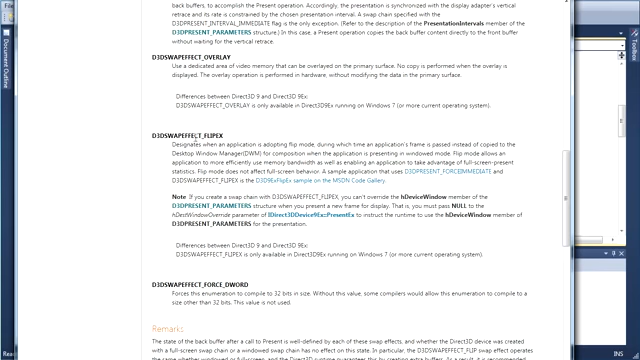 File
Document Outline
Toolbox
back buffers, to accomplish the Present operation. Accordingly, the presentation is synchronized with the display adapter's vertical
retrace and its rate is constrained by the chosen presentation interval. A swap chain specified with the
D3DPRESENT_INTERVAL_IMMEDIATE flag is the only exception. (Refer to the description of the PresentationIntervals member of the
D3DPRESENT_PARAMETERS structure.) In this case, a Present operation copies the back buffer content directly to the front buffer
without waiting for the vertical retrace.
D3DSWAPEFFECT_OVERLAY
Use a dedicated area of video memory that can be overlayed on the primary surface. No copy is performed when the overlay is
displayed. The overlay operation is performed in hardware, without modifying the data in the primary surface.
Differences between Direct3D 9 and Direct3D 9Ex:
D3DSWAPEFFECT_OVERLAY is only available in Direct3D9Ex running on Windows 7 (or more current operating system).
D3DSWAPEFFECT_FLIPEX
Designates when an application is adopting flip mode, during which time an application's frame is passed instead of copied to the
Desktop Window Manager(DWM) for composition when the application is presenting in windowed mode. Flip mode allows an
application to more efficiently use memory bandwidth as well as enabling an application to take advantage of full-screen-present
statistics. Flip mode does not affect full-screen behavior. A sample application that uses D3DPRESENT_FORCEIMMEDIATE and
D3DSWAPEFFECT_FLIPEX is the D3D9ExFlipEx sample on the MSDN Code Gallery.
Note If you create a swap chain with D3DSWAPEFFECT_FLIPEX, you can't override the hDeviceWindow member of the
D3DPRESENT_PARAMETERS structure when you present a new frame for display. That is, you must pass NULL to the
hDestWindowOverride parameter of IDirect3DDevice9Ex::PresentEx to instruct the runtime to use the hDeviceWindow member of
D3DPRESENT_PARAMETERS for the presentation.
Differences between Direct3D 9 and Direct3D 9Ex:
D3DSWAPEFFECT_FLIPEX is only available in Direct3D9Ex running on Windows 7 (or more current operating system).
D3DSWAPEFFECT_FORCE_DWORD
Forces this enumeration to compile to 32 bits in size. Without this value, some compilers would allow this enumeration to compile to a
size other than 32 bits. This value is not used.
Remarks
The state of the back buffer after a call to Present is well-defined by each of these swap effects, and whether the Direct3D device was created
with a full-screen swap chain or a windowed swap chain has no effect on this state. In particular, the D3DSWAPEFFECT_FLIP swap effect operates
INS